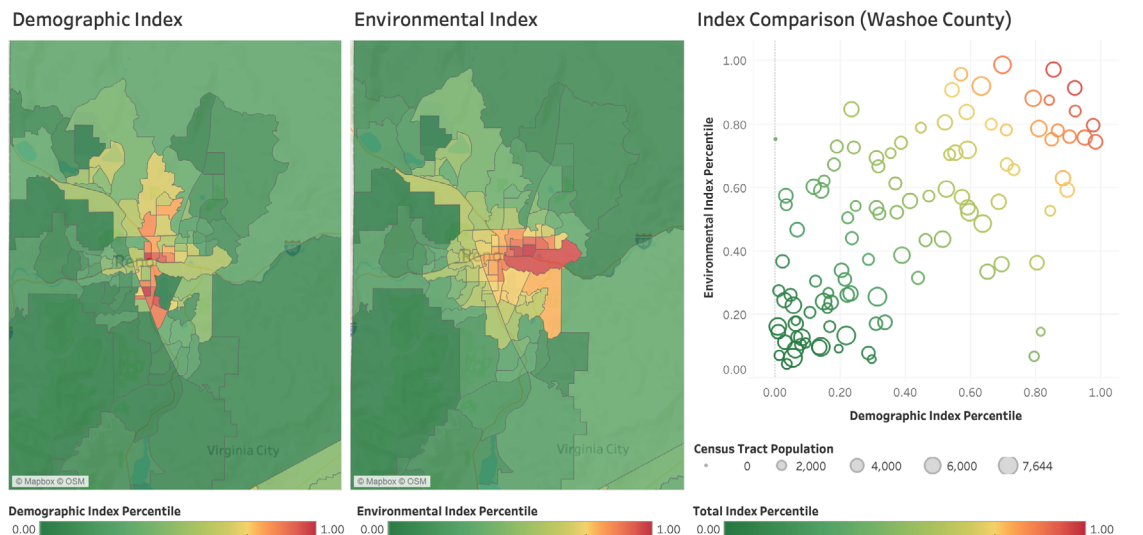 Demographic Index
Environmental Index
Index Comparison (Washoe County)
Reno
Virginia City
© Mapbox © OSM
Reno
Virginia City
© Mapbox © OSM
Environmental Index Percentile
1.00
0.80
0.60
0.40
0.20
0.00
0.00 0.20 0.40 0.60 0.80 1.00
Demographic Index Percentile
Census Tract Population
0 2,000 4,000 6,000 7,644
Demographic Index Percentile
0.00 1.00
Environmental Index Percentile
0.00 1.00
Total Index Percentile
0.00 1.00